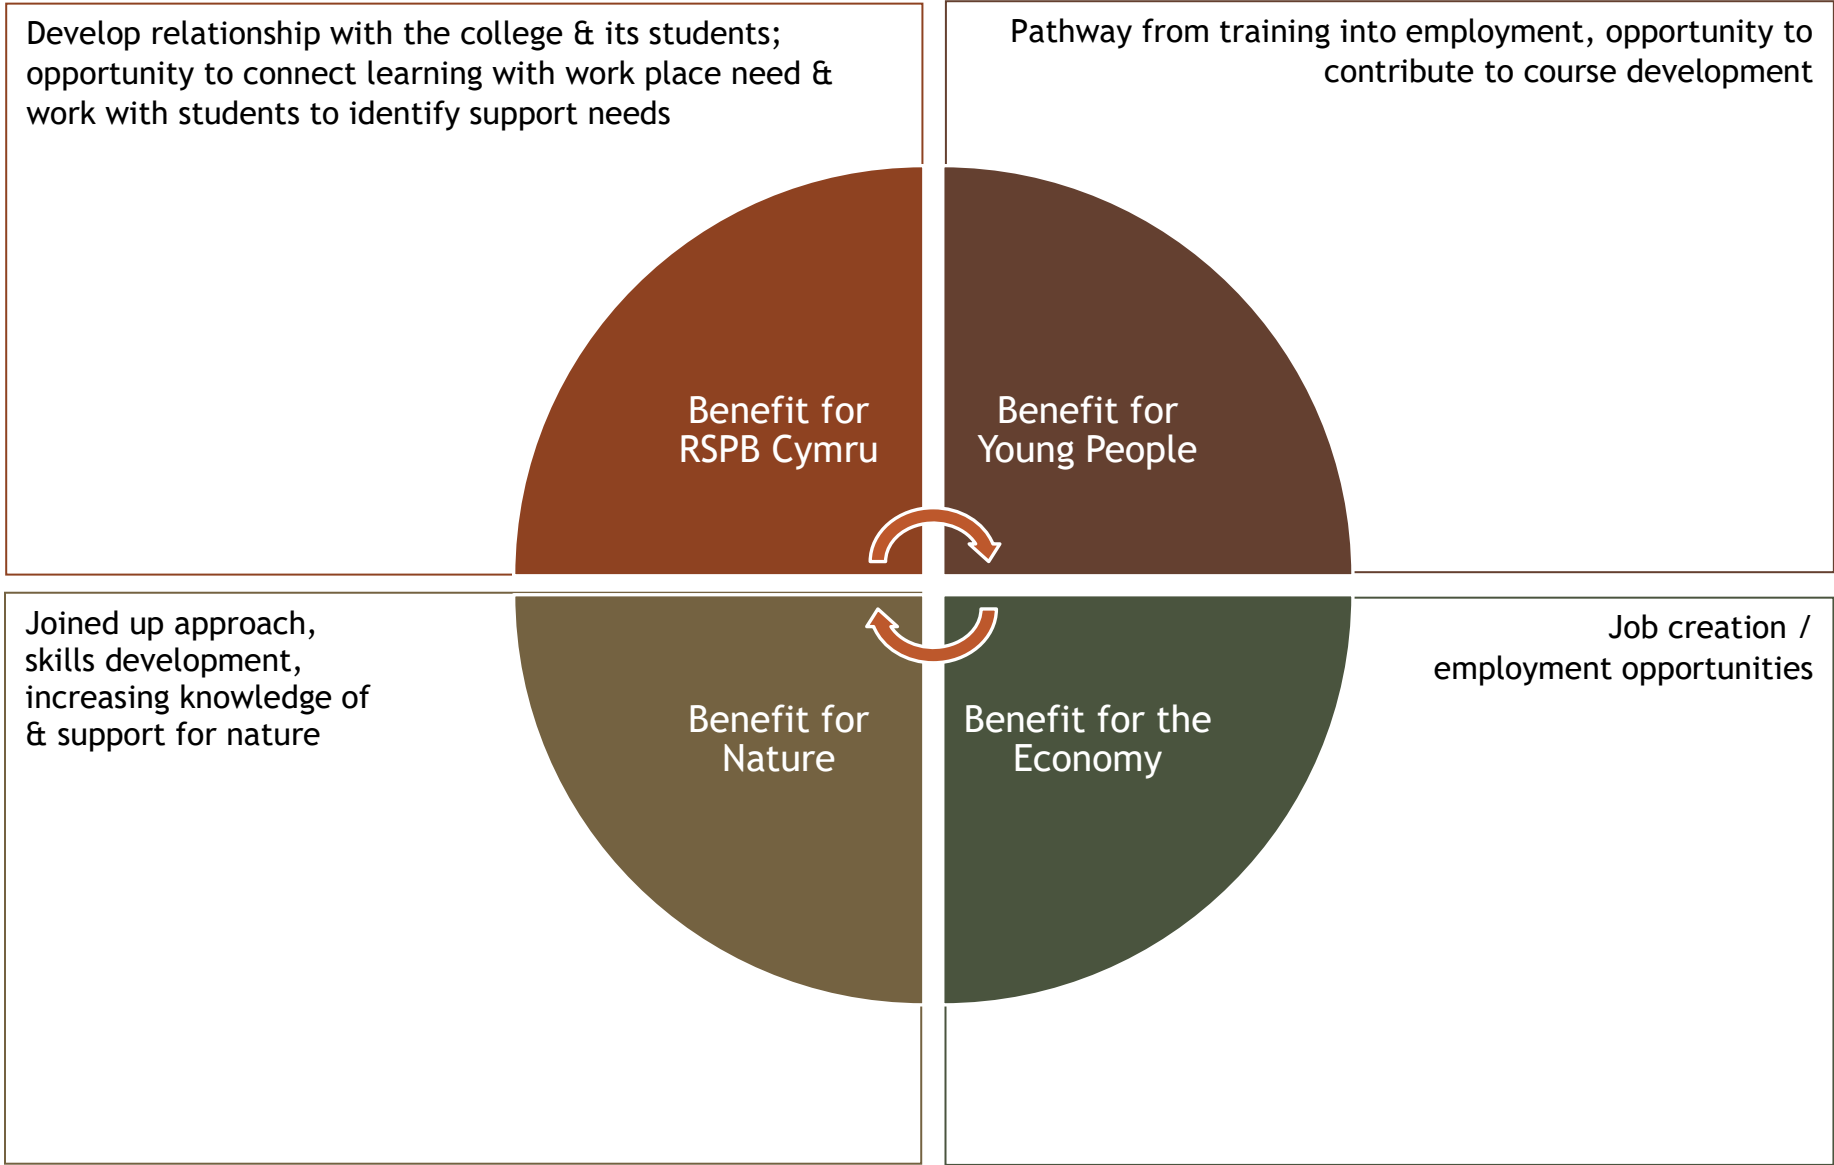 Develop relationship with the college & its students;
opportunity to connect learning with work place need &
work with students to identify support needs
Pathway from training into employment, opportunity to
contribute to course development
Benefit for
RSPB Cymru
Benefit for
Young People
Joined up approach,
skills development,
increasing knowledge of
& support for nature
Job creation /
employment opportunities
Benefit for
Nature
Benefit for the
Economy